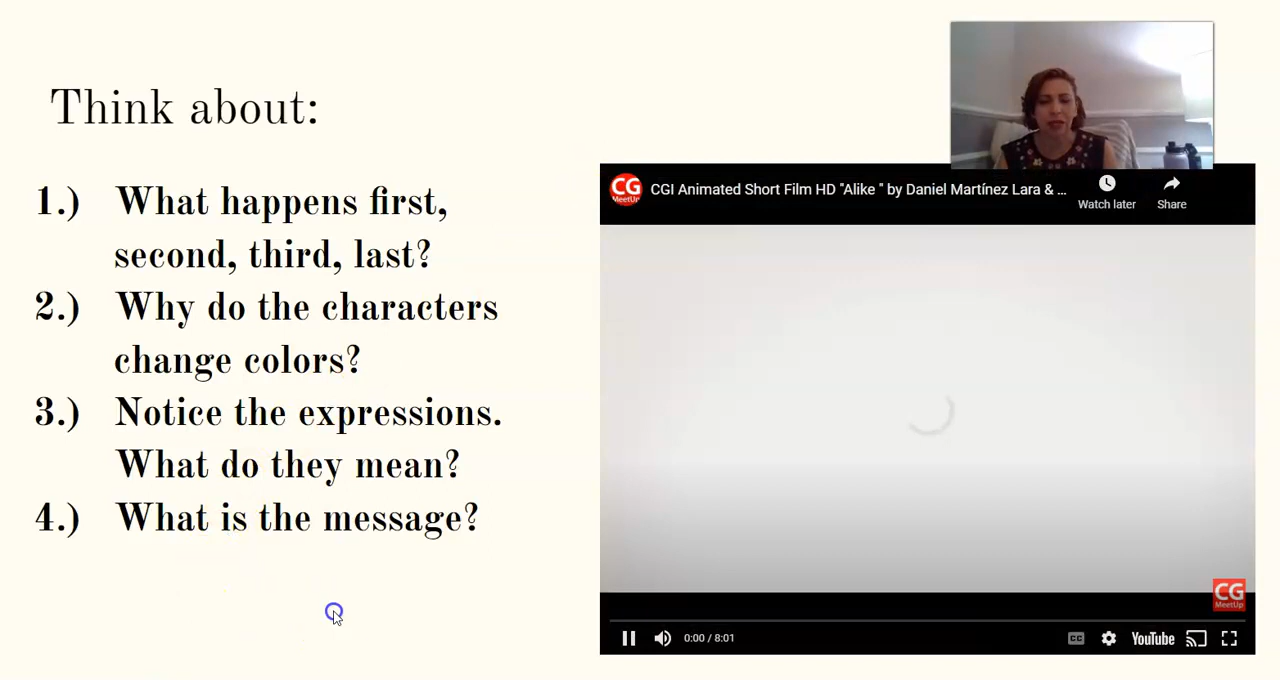 Think about:
1.) What happens first,
second, third, last?
2.) Why do the characters
change colors?
3.) Notice the expressions.
What do they mean?
4.) What is the message?
CG
MeetUp
CGI Animated Short Film HD "Alike " by Daniel Martínez Lara & ...
Watch later
Share
CG
MeetUp
0:00 / 8:01
CC
YouTube